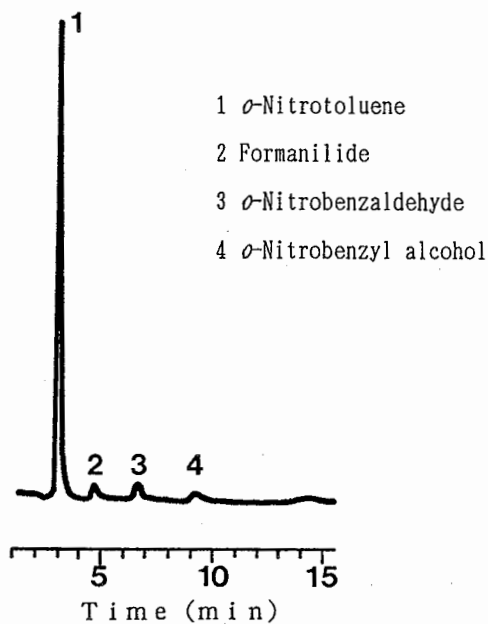 1
1 o-Nitrotoluene
2 Formanilide
3 o-Nitrobenzaldehyde
4 o-Nitrobenzyl alcohol
2 3 4
5 10 15
Time (min)